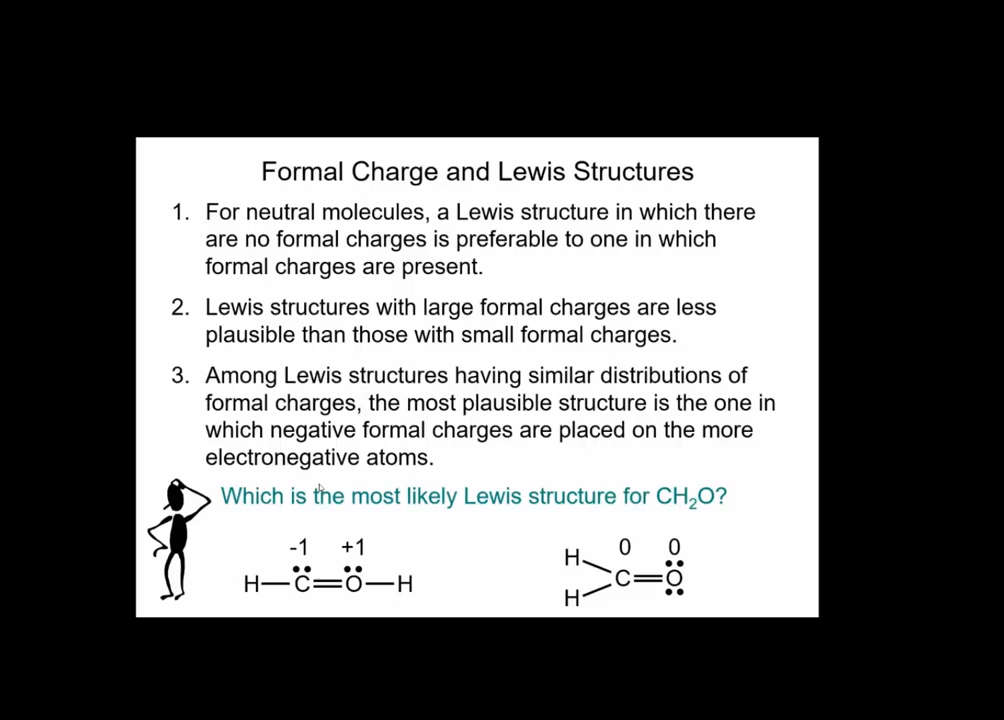 Formal Charge and Lewis Structures
1. For neutral molecules, a Lewis structure in which there
are no formal charges is preferable to one in which
formal charges are present.
2. Lewis structures with large formal charges are less
plausible than those with small formal charges.
3. Among Lewis structures having similar distributions of
formal charges, the most plausible structure is the one in
which negative formal charges are placed on the more
electronegative atoms.
Which is the most likely Lewis structure for CH₂O?
-1 +1
H C O H
0 0
H
C O
H